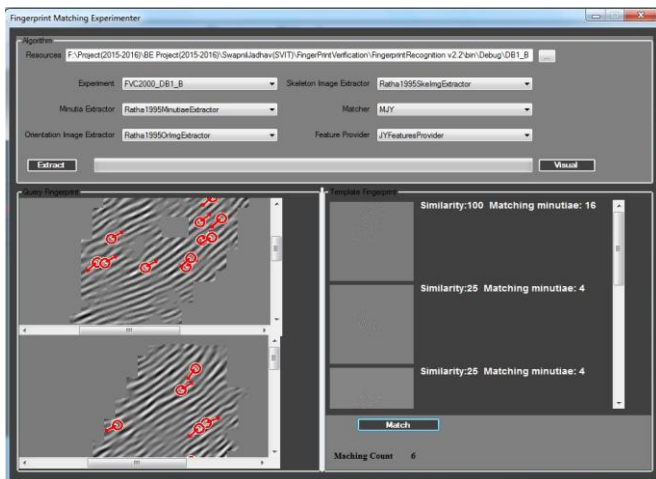 Fingerprint Matching Experimenter
Algorithm
Resources F:\Project(2015-2016)\BE Project(2015-2016)\SwapnilJadhav(SVIT)\FingerPrintVerification\FingerprintRecognition v2.2\bin\Debug\DB1_B ...
Experiment FVC2000_DB1_B Skeleton Image Extractor Ratha1995SkeImgExtractor
Minutia Extractor Ratha1995MinutiaeExtractor Matcher MJY
Orientation Image Extractor Ratha1995OrImgExtractor Feature Provider JYFeaturesProvider
Extract Visual
Query Fingerprint
Template Fingerprint
Similarity:100 Matching minutiae: 16
Similarity:25 Matching minutiae: 4
Similarity:25 Matching minutiae: 4
Match
Maching Count 6